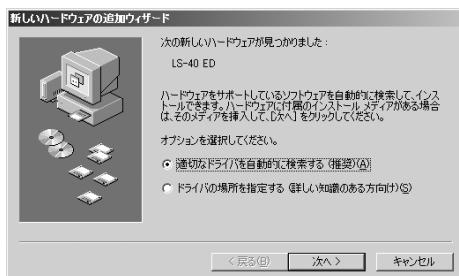 新しいハードウェアの追加ウィザード
次の新しいハードウェアが見つかりました :
LS-40 ED
ハードウェアをサポートしているソフトウェアを自動的に検索して、インス
トールできます。ハードウェアに付属のインストール メディアがある場合
は、そのメディアを挿入して、[次へ] をクリックしてください。
オプションを選択してください。
適切なドライバを自動的に検索する (推奨)(A)
ドライバの場所を指定する (詳しい知識のある方向け)(S)
< 戻る(B)
次へ >
キャンセル